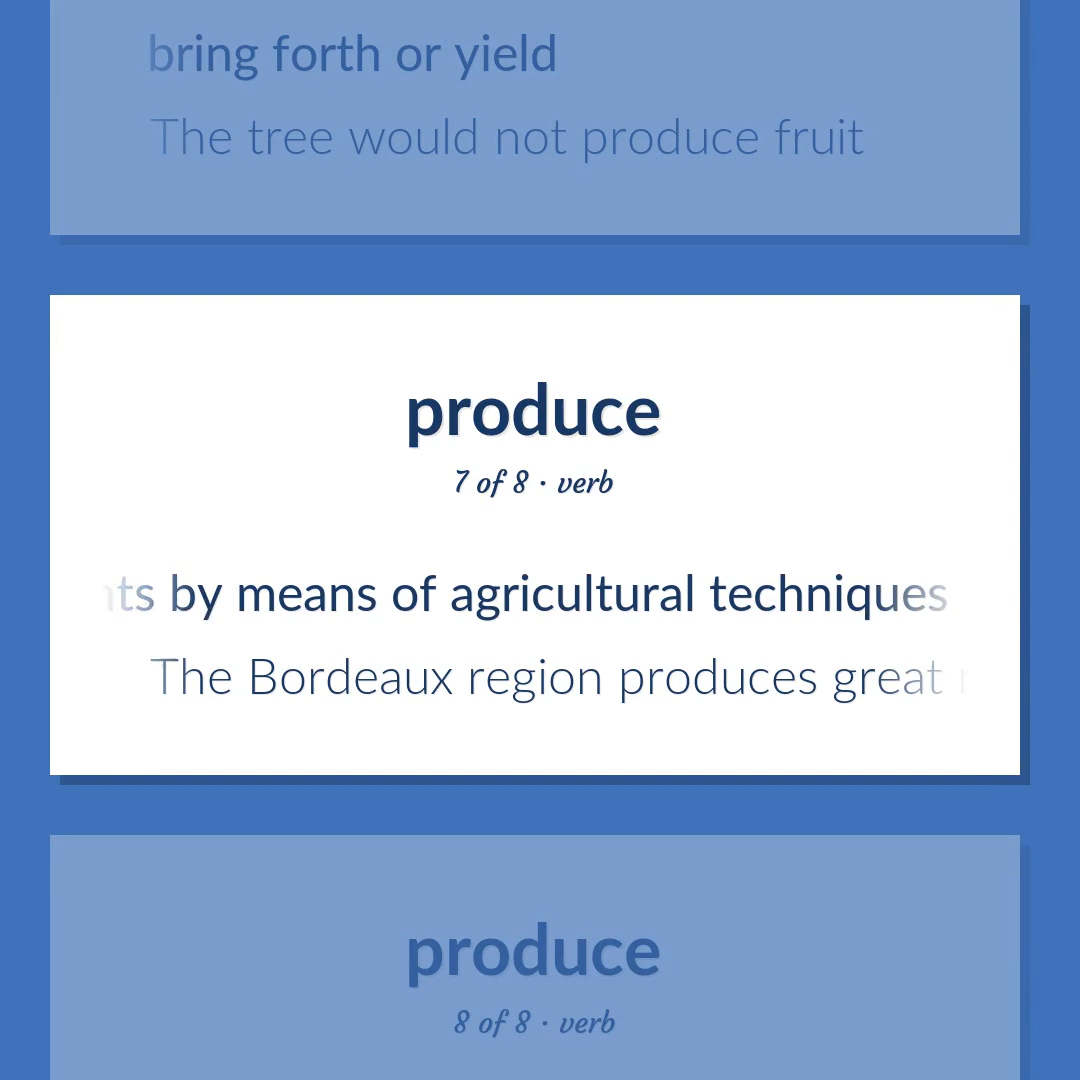 bring forth or yield
The tree would not produce fruit
produce
7 of 8 · verb
by means of agricultural techniques
The Bordeaux region produces great
produce
8 of 8 · verb